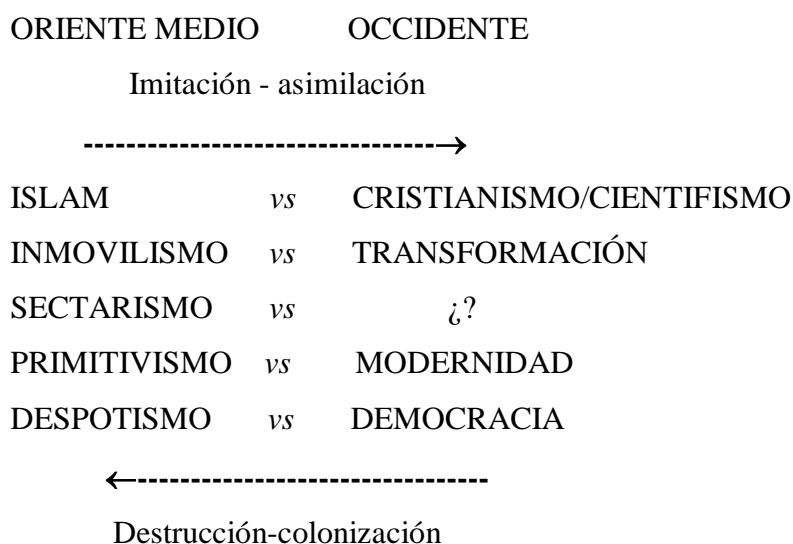 ORIENTE MEDIO OCCIDENTE
Imitación - asimilación
---------------------------------→
ISLAM vs CRISTIANISMO/CIENTIFISMO
INMOVILISMO vs TRANSFORMACIÓN
SECTARISMO vs ¿?
PRIMITIVISMO vs MODERNIDAD
DESPOTISMO vs DEMOCRACIA
←---------------------------------
Destrucción-colonización